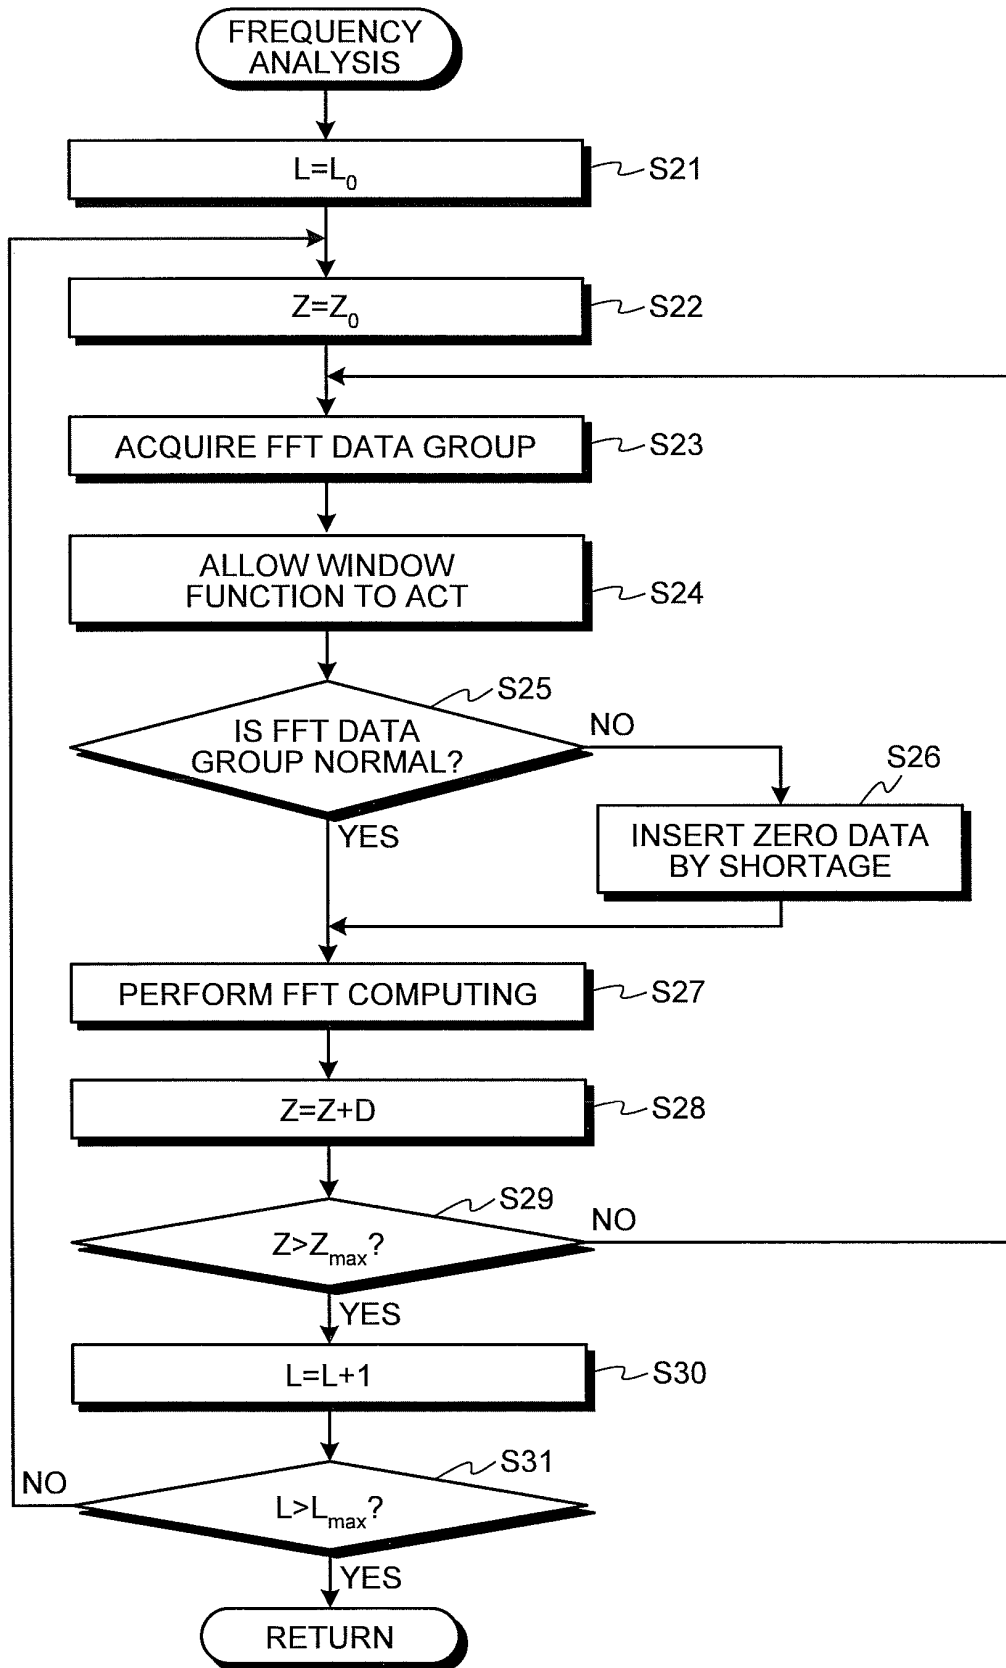 FREQUENCY
ANALYSIS
L=L₀
S21
Z=Z₀
S22
ACQUIRE FFT DATA GROUP
S23
ALLOW WINDOW
FUNCTION TO ACT
S24
S25
IS FFT DATA
GROUP NORMAL?
NO
YES
S26
INSERT ZERO DATA
BY SHORTAGE
PERFORM FFT COMPUTING
S27
Z=Z+D
S28
S29
Z>Zmax?
NO
YES
L=L+1
S30
S31
L>Lmax?
NO
YES
RETURN